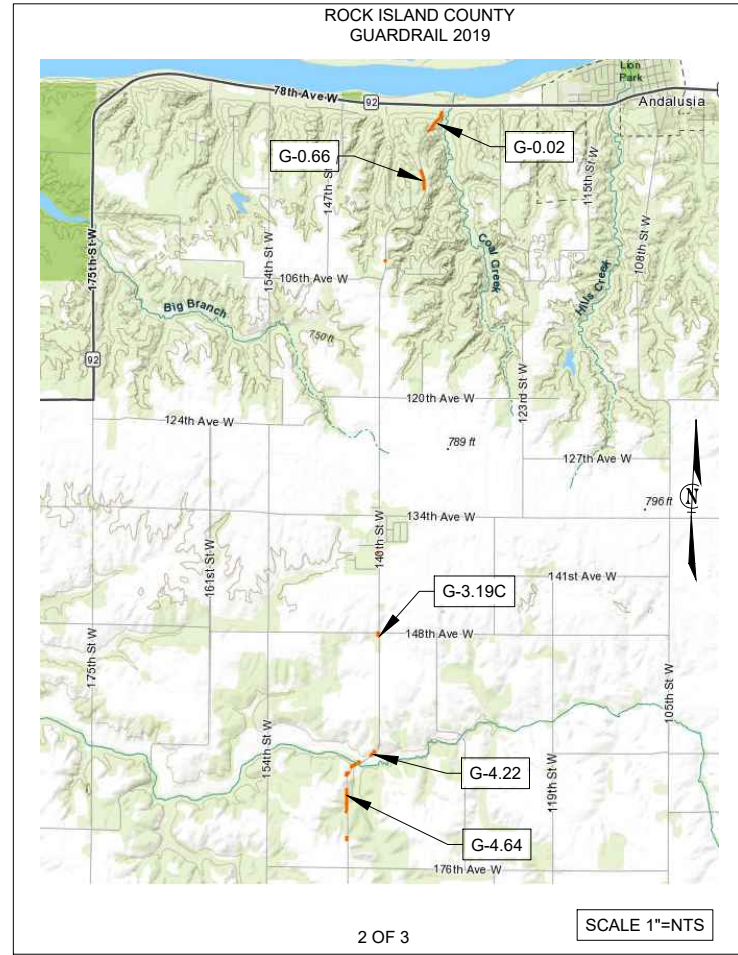 ROCK ISLAND COUNTY
GUARDRAIL 2019
Lion
Park
78th Ave W
92
Andalusia
G-0.02
G-0.66
147th St
115th St W
175th St W
154th St W
108th St W
106th Ave W
Coal Creek
Hills Creek
Big Branch
750 ft
92
120th Ave W
123rd St W
124th Ave W
789 ft
127th Ave W
796 ft
N
134th Ave W
140th St W
161st St W
141st Ave W
G-3.19C
148th Ave W
175th St W
105th St W
154th St W
G-4.22
119th St W
G-4.64
176th Ave W
2 OF 3
SCALE 1"=NTS